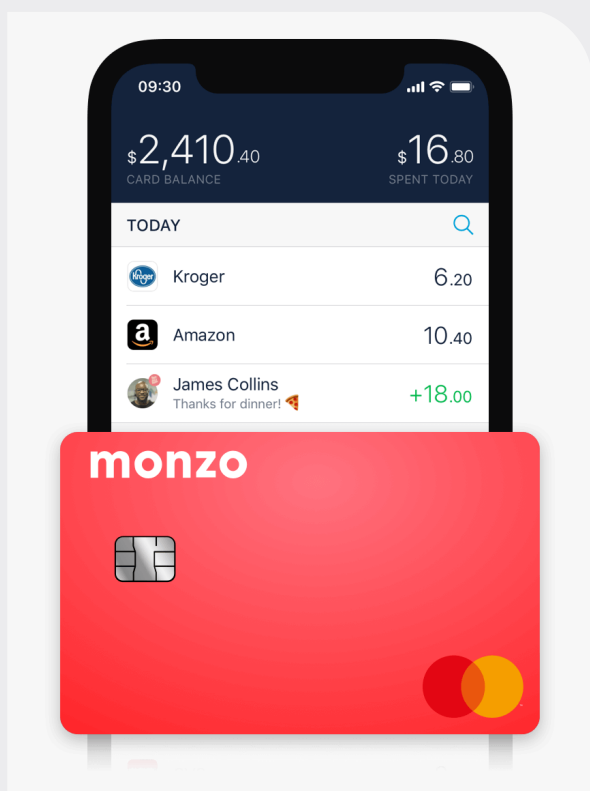 09:30
$2,410.40 $16.80
CARD BALANCE SPENT TODAY
TODAY
Kroger Kroger 6.20
a Amazon 10.40
James Collins +18.00
Thanks for dinner! 🍕
monzo